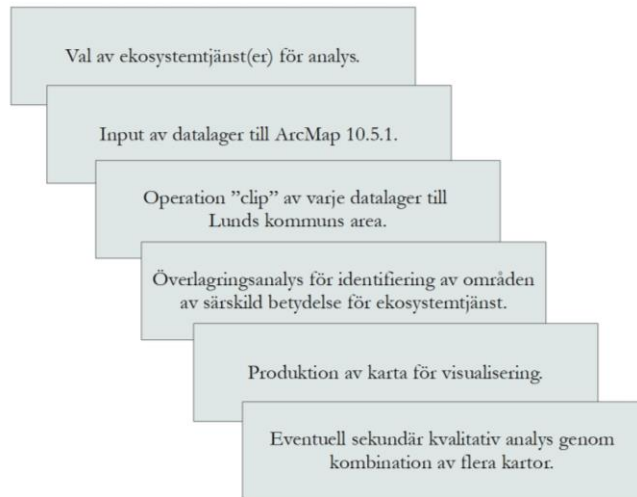 Val av ekosystemtjänst(er) för analys.
Input av datalager till ArcMap 10.5.1.
Operation ”clip” av varje datalager till
Lunds kommuns area.
Överlagringsanalys för identifiering av områden
av särskild betydelse för ekosystemtjänst.
Produktion av karta för visualisering.
Eventuell sekundär kvalitativ analys genom
kombination av flera kartor.